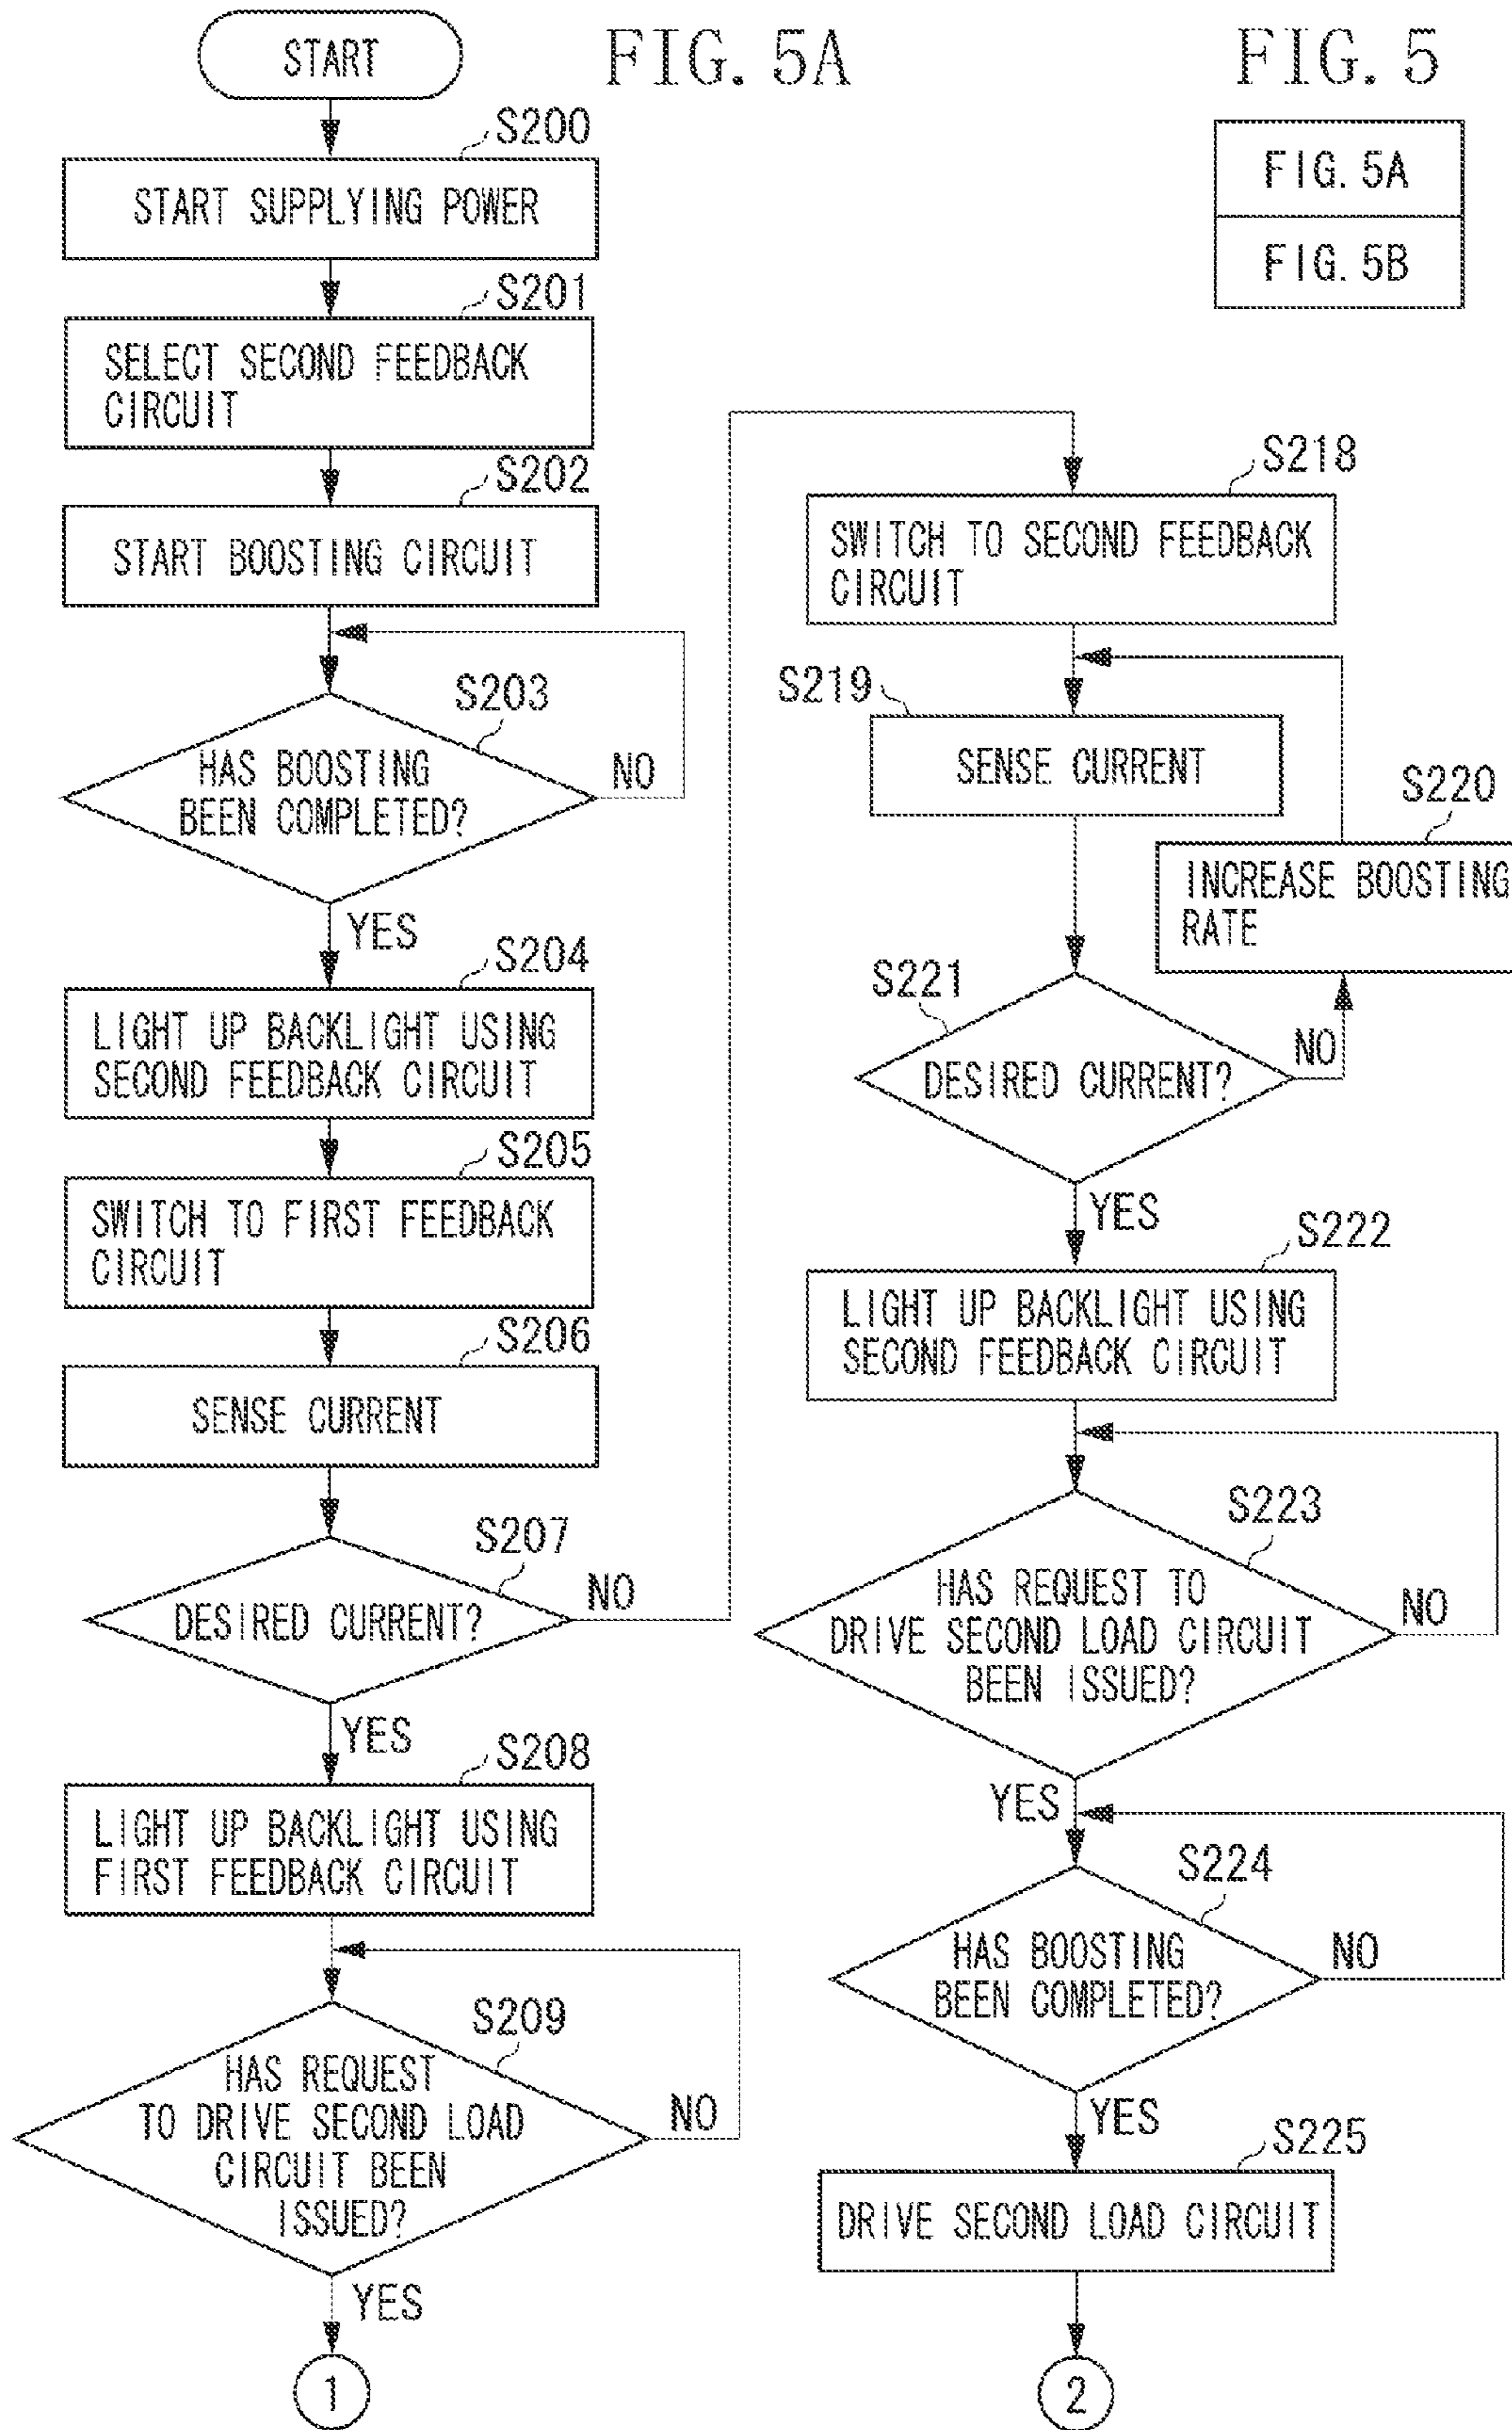 FIG. 5A
FIG. 5
FIG. 5A
FIG. 5B
START
S200
START SUPPLYING POWER
S201
SELECT SECOND FEEDBACK
CIRCUIT
S202
START BOOSTING CIRCUIT
S203
HAS BOOSTING
BEEN COMPLETED?
NO
YES
S204
LIGHT UP BACKLIGHT USING
SECOND FEEDBACK CIRCUIT
S205
SWITCH TO FIRST FEEDBACK
CIRCUIT
S206
SENSE CURRENT
S207
DESIRED CURRENT?
NO
YES
S208
LIGHT UP BACKLIGHT USING
FIRST FEEDBACK CIRCUIT
S209
HAS REQUEST
TO DRIVE SECOND LOAD
CIRCUIT BEEN
ISSUED?
NO
YES
1
S218
SWITCH TO SECOND FEEDBACK
CIRCUIT
S219
SENSE CURRENT
S220
INCREASE BOOSTING
RATE
S221
DESIRED CURRENT?
NO
YES
S222
LIGHT UP BACKLIGHT USING
SECOND FEEDBACK CIRCUIT
S223
HAS REQUEST TO
DRIVE SECOND LOAD CIRCUIT
BEEN ISSUED?
NO
YES
S224
HAS BOOSTING
BEEN COMPLETED?
NO
YES
S225
DRIVE SECOND LOAD CIRCUIT
2